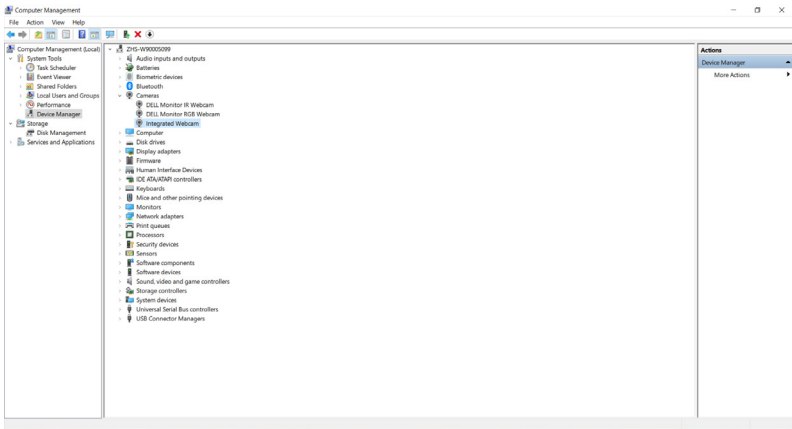 Computer Management
File Action View Help
Computer Management (Local)
System Tools
Task Scheduler
Event Viewer
Shared Folders
Local Users and Groups
Performance
Device Manager
Storage
Disk Management
Services and Applications
ZHS-W90005099
Audio inputs and outputs
Batteries
Biometric devices
Bluetooth
Cameras
DELL Monitor IR Webcam
DELL Monitor RGB Webcam
Integrated Webcam
Computer
Disk drives
Display adapters
Firmware
Human Interface Devices
IDE ATA/ATAPI controllers
Keyboards
Mice and other pointing devices
Monitors
Network adapters
Print queues
Processors
Security devices
Sensors
Software components
Software devices
Sound, video and game controllers
Storage controllers
System devices
Universal Serial Bus controllers
USB Connector Managers
Actions
Device Manager
More Actions